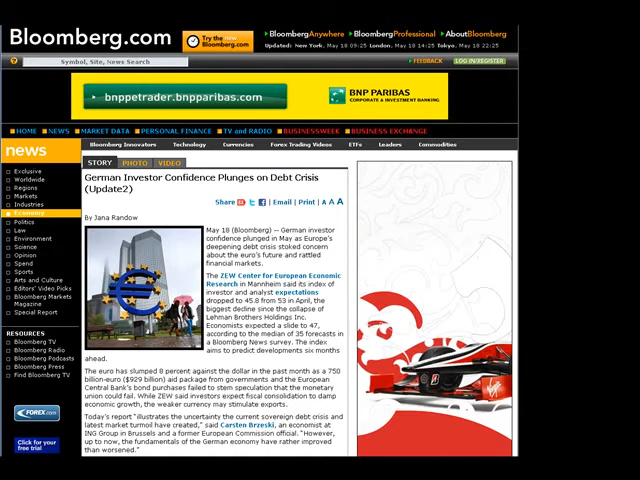 Bloomberg.com
Try the new Bloomberg.com
BloombergAnywhere BloombergProfessional AboutBloomberg
Updated: New York, May 18 09:25 London, May 18 14:25 Tokyo, May 18 22:25
? Symbol, Site, News Search FEEDBACK LOG IN/REGISTER
bnppetrader.bnpparibas.com
BNP PARIBAS
CORPORATE & INVESTMENT BANKING
HOME NEWS MARKET DATA PERSONAL FINANCE TV and RADIO BUSINESSWEEK BUSINESS EXCHANGE
news
Bloomberg Innovators Technology Currencies Forex Trading Videos ETFs Leaders Commodities
Exclusive
Worldwide
Regions
Markets
Industries
Economy
Politics
Law
Environment
Science
Opinion
Spend
Sports
Arts and Culture
Editors' Video Picks
Bloomberg Markets
Magazine
Special Report
RESOURCES
Bloomberg TV
Bloomberg Radio
Bloomberg Podcasts
Bloomberg Press
Find Bloomberg TV
FOREX.com
Click for your
free trial
STORY PHOTO VIDEO
German Investor Confidence Plunges on Debt Crisis
(Update2)
Share | Email | Print | A A A
By Jana Randow
May 18 (Bloomberg) -- German investor
confidence plunged in May as Europe's
deepening debt crisis stoked concern
about the euro's future and rattled
financial markets.
The ZEW Center for European Economic
Research in Mannheim said its index of
investor and analyst expectations
dropped to 45.8 from 53 in April, the
biggest decline since the collapse of
Lehman Brothers Holdings Inc.
Economists expected a slide to 47,
according to the median of 35 forecasts in
a Bloomberg News survey. The index
aims to predict developments six months
ahead.
The euro has slumped 8 percent against the dollar in the past month as a 750
billion-euro ($929 billion) aid package from governments and the European
Central Bank's bond purchases failed to stem speculation that the monetary
union could fail. While ZEW said investors expect fiscal consolidation to damp
economic growth, the weaker currency may stimulate exports.
Today's report "illustrates the uncertainty the current sovereign debt crisis and
latest market turmoil have created," said Carsten Brzeski, an economist at
ING Group in Brussels and a former European Commission official. "However,
up to now, the fundamentals of the German economy have rather improved
than worsened."
Virgin